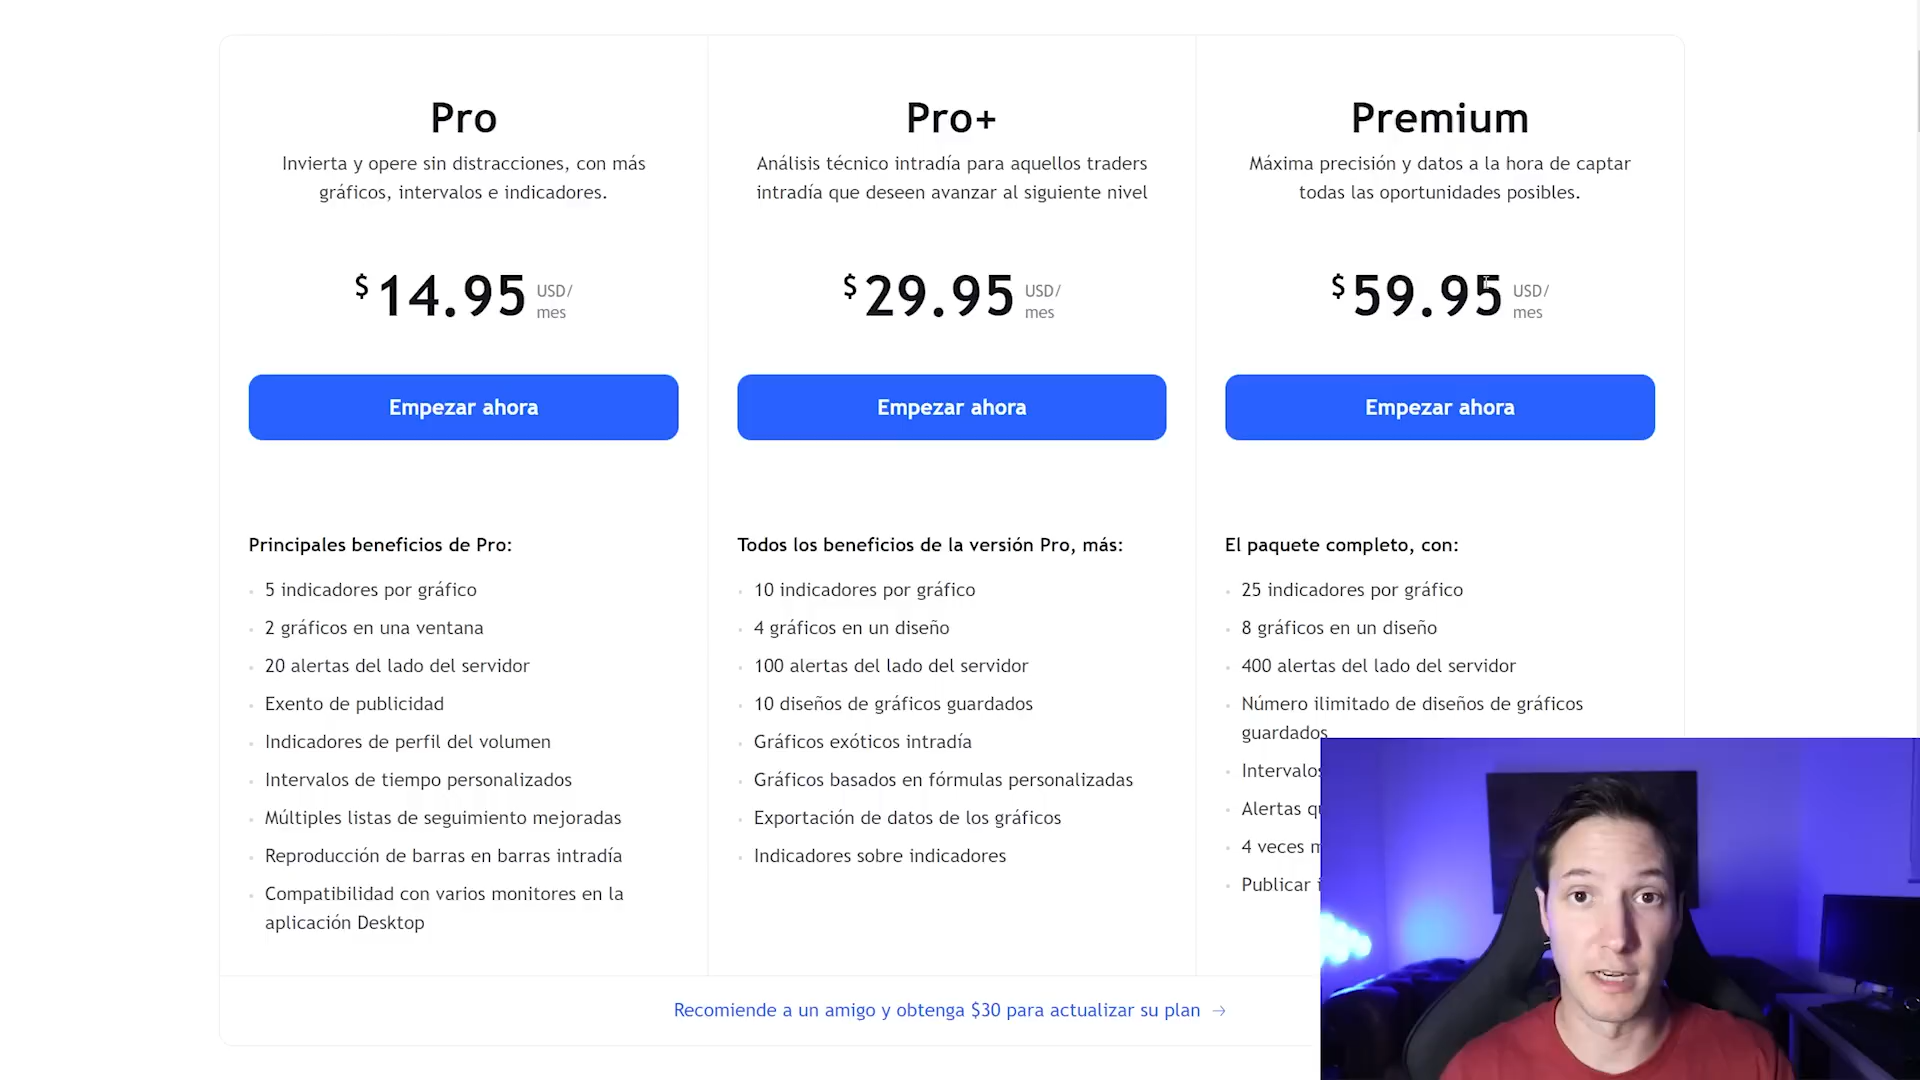 Pro
Invierta y opere sin distracciones, con más
gráficos, intervalos e indicadores.
$14.95 USD/
mes
Empezar ahora
Principales beneficios de Pro:
5 indicadores por gráfico
2 gráficos en una ventana
20 alertas del lado del servidor
Exento de publicidad
Indicadores de perfil del volumen
Intervalos de tiempo personalizados
Múltiples listas de seguimiento mejoradas
Reproducción de barras en barras intradía
Compatibilidad con varios monitores en la
aplicación Desktop
Pro+
Análisis técnico intradía para aquellos traders
intradía que deseen avanzar al siguiente nivel
$29.95 USD/
mes
Empezar ahora
Todos los beneficios de la versión Pro, más:
10 indicadores por gráfico
4 gráficos en un diseño
100 alertas del lado del servidor
10 diseños de gráficos guardados
Gráficos exóticos intradía
Gráficos basados en fórmulas personalizadas
Exportación de datos de los gráficos
Indicadores sobre indicadores
Premium
Máxima precisión y datos a la hora de captar
todas las oportunidades posibles.
$59.95 USD/
mes
Empezar ahora
El paquete completo, con:
25 indicadores por gráfico
8 gráficos en un diseño
400 alertas del lado del servidor
Número ilimitado de diseños de gráficos
guardados
Intervalos
Alertas
4 veces
Publicar
Recomiende a un amigo y obtenga $30 para actualizar su plan →